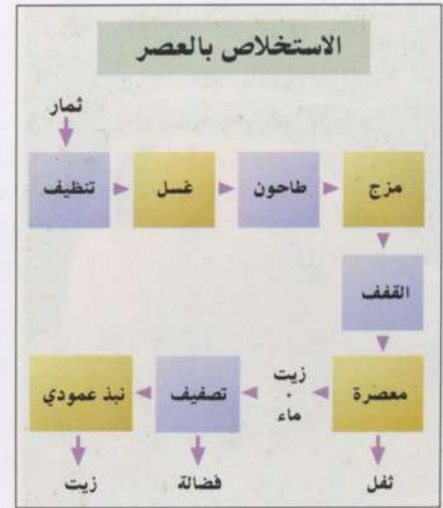 الاستخلاص بالعصر
ثمار
تنظيف
غسل
طاحون
مزج
القفف
معصرة
زيت
.
ماء
تصفيف
نبذ عمودي
ثفل
فضالة
زيت